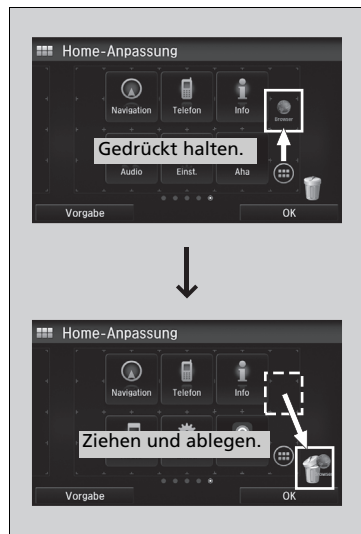 Home-Anpassung
Navigation Telefon Info
Browser
Gedrückt halten.
Audio Einst. Aha
Vorgabe OK
Home-Anpassung
Navigation Telefon Info
Ziehen und ablegen.
Vorgabe OK